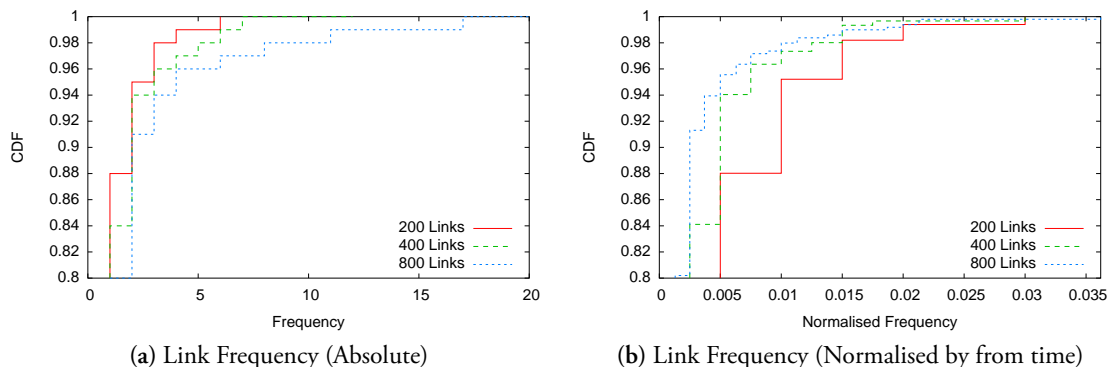 1
0.98
0.96
0.94
0.92
0.9
0.88
0.86
0.84
0.82
0.8
CDF
0 5 10 15 20
Frequency
200 Links
400 Links
800 Links
(a) Link Frequency (Absolute)
1
0.98
0.96
0.94
0.92
0.9
0.88
0.86
0.84
0.82
0.8
CDF
0 0.005 0.01 0.015 0.02 0.025 0.03 0.035
Normalised Frequency
200 Links
400 Links
800 Links
(b) Link Frequency (Normalised by from time)